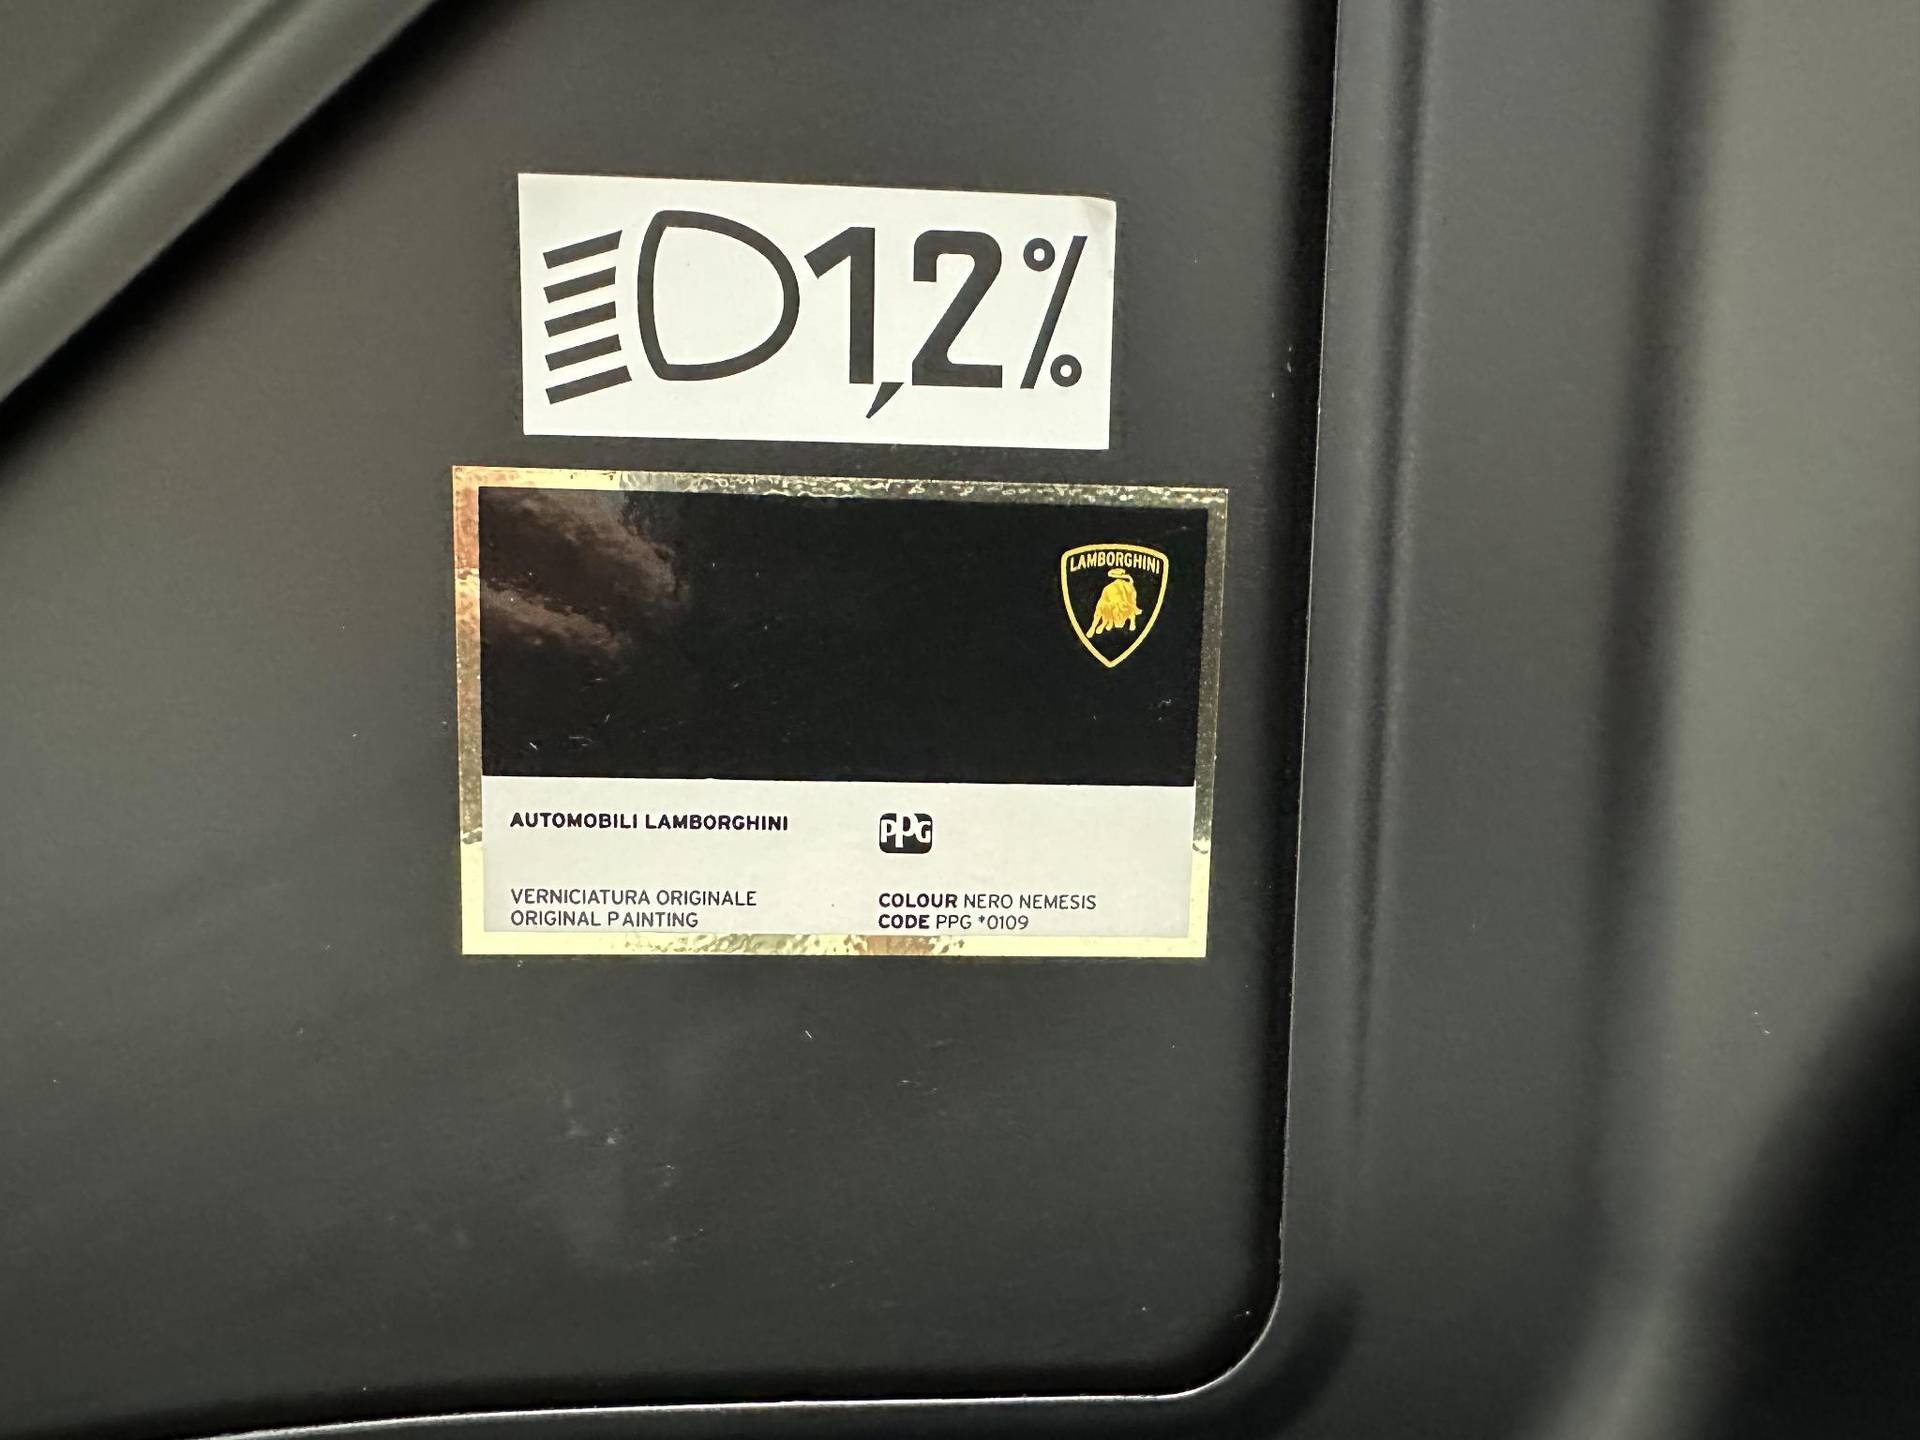 1,2%
LAMBORGHINI
AUTOMOBILI LAMBORGHINI
PPG
VERNICIATURA ORIGINALE
ORIGINAL PAINTING
COLOUR NERO NEMESIS
CODE PPG *0109